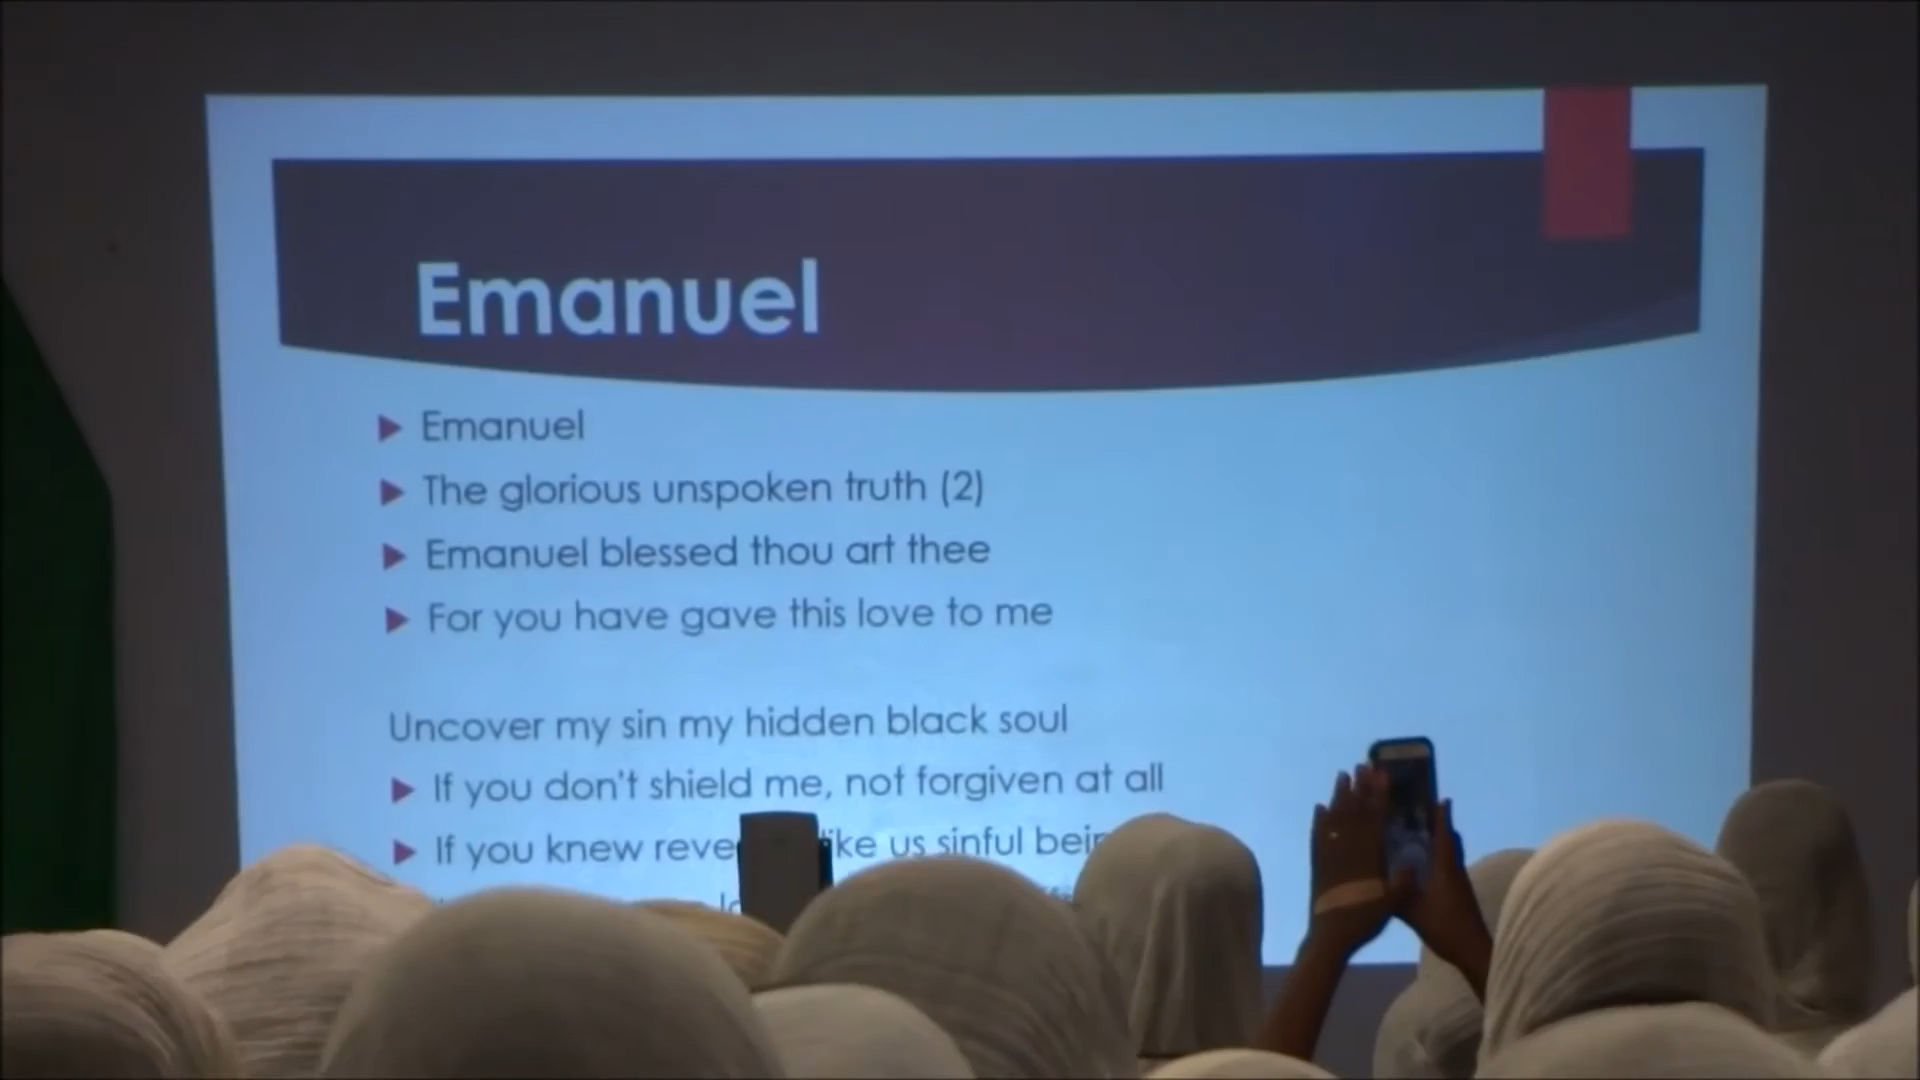 Emanuel
Emanuel
The glorious unspoken truth (2)
Emanuel blessed thou art thee
For you have gave this love to me
Uncover my sin my hidden black soul
If you don't shield me, not forgiven at all
If you knew us sinful